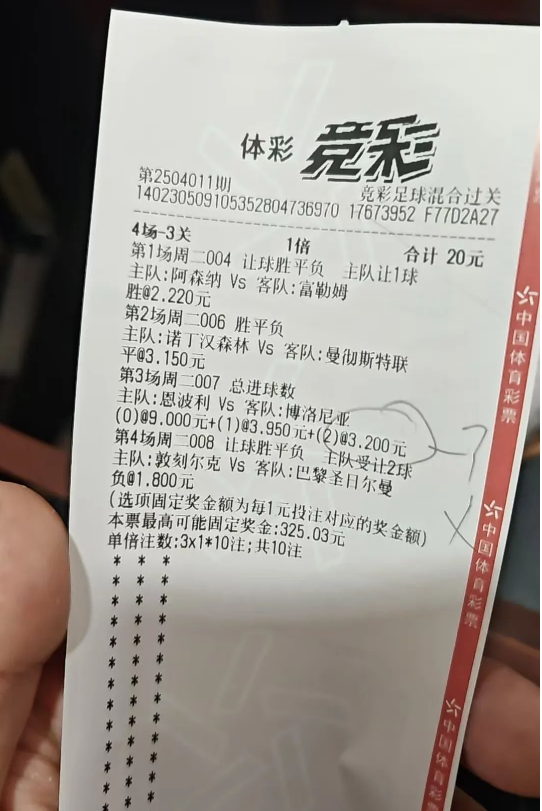 体彩 竞彩
第2504011期 竞彩足球混合过关
140230509105352804736970 17673952 F77D2A27
4场-3关 1倍 合计 20元
第1场周二004 让球胜平负 主队让1球
主队:阿森纳 Vs 客队:富勒姆
胜@2.220元
第2场周二006 胜平负
主队:诺丁汉森林 Vs 客队:曼彻斯特联
平@3.150元
第3场周二007 总进球数
主队:恩波利 Vs 客队:博洛尼亚
(0)@9.000元+(1)@3.950元+(2)@3.200元
第4场周二008 让球胜平负 主队受让2球
主队:敦刻尔克 Vs 客队:巴黎圣日尔曼
负@1.800元
(选项固定奖金额为每1元投注对应的奖金额)
本票最高可能固定奖金:325.03元
单倍注数:3x1*10注;共10注
* * *
* * *
* * *
* * *
* * *
* * *
* * *
* * *
* * *
* * *
* * *
* * *
中国体育彩票
中国体育彩票
中国体育彩票